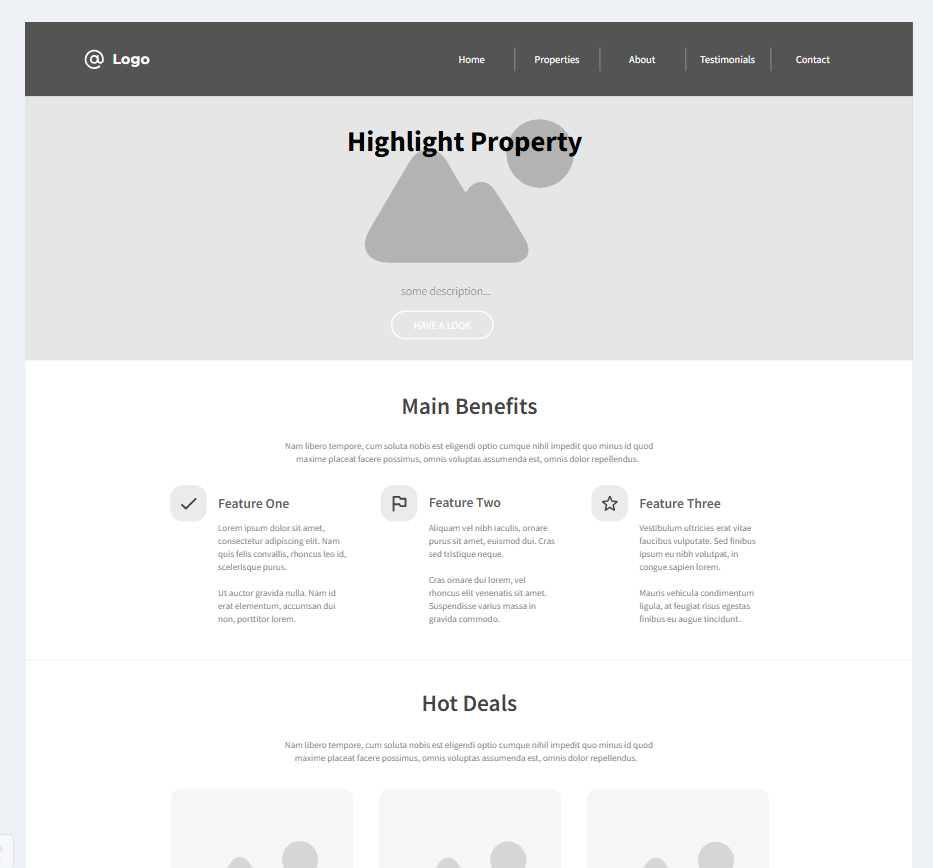 @ Logo
Home
Properties
About
Testimonials
Contact
Highlight Property
some description...
HAVE A LOOK
Main Benefits
Nam libero tempore, cum soluta nobis est eligendi optio cumque nihil impedit quo minus id quod
maxime placeat facere possimus, omnis voluptas assumenda est, omnis dolor repellendus.
Feature One
Lorem ipsum dolor sit amet,
consectetur adipiscing elit. Nam
quis felis convallis, rhoncus leo id,
scelerisque purus.
Ut auctor gravida nulla. Nam id
erat elementum, accumsan dui
non, porttitor lorem.
Feature Two
Aliquam vel nibh iaculis, ornare
purus sit amet, euismod dui. Cras
sed tristique neque.
Cras ornare dui lorem, vel
rhoncus elit venenatis sit amet.
Suspendisse varius massa in
gravida commodo.
Feature Three
Vestibulum ultricies erat vitae
faucibus vulputate. Sed finibus
ipsum eu nibh volutpat, in
congue sapien lorem.
Mauris vehicula condimentum
ligula, at feugiat risus egestas
finibus eu augue tincidunt.
Hot Deals
Nam libero tempore, cum soluta nobis est eligendi optio cumque nihil impedit quo minus id quod
maxime placeat facere possimus, omnis voluptas assumenda est, omnis dolor repellendus.